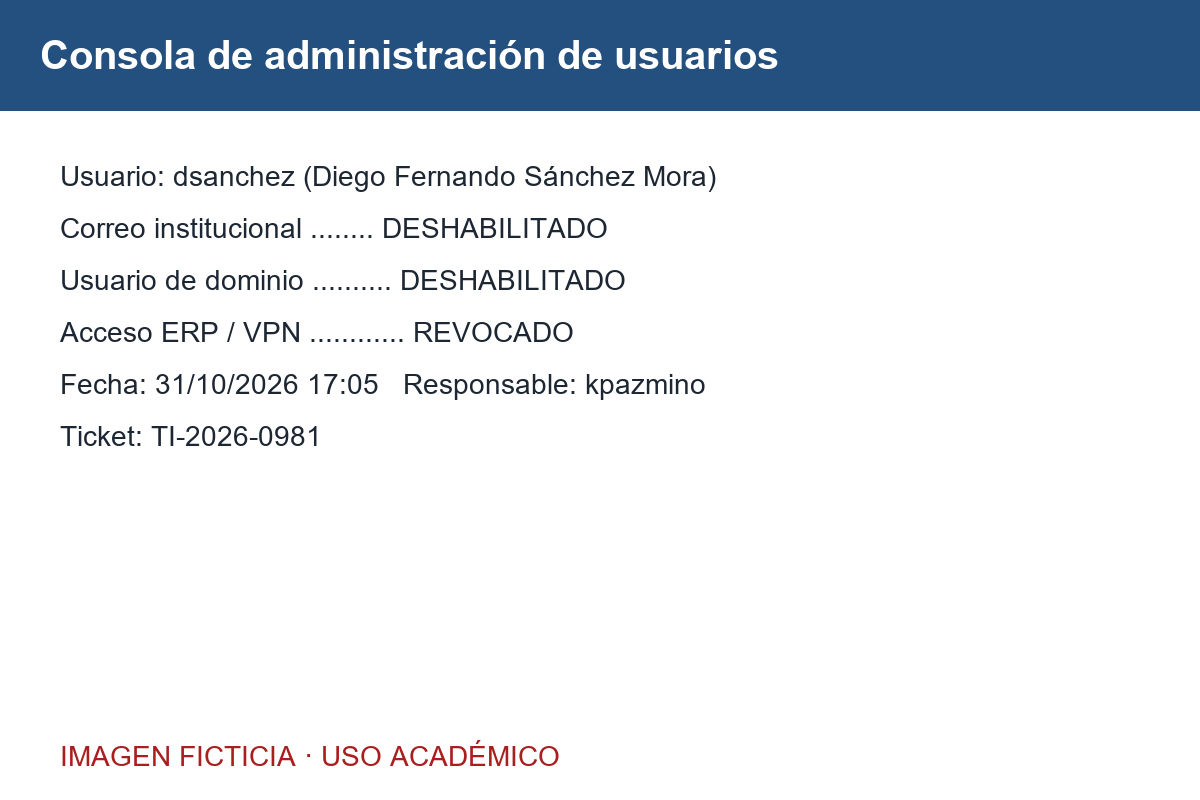 Consola de administración de usuarios
Usuario: dsanchez (Diego Fernando Sánchez Mora)
Correo institucional ........ DESHABILITADO
Usuario de dominio .......... DESHABILITADO
Acceso ERP / VPN ............ REVOCADO
Fecha: 31/10/2026 17:05   Responsable: kpazmino
Ticket: TI-2026-0981
IMAGEN FICTICIA · USO ACADÉMICO